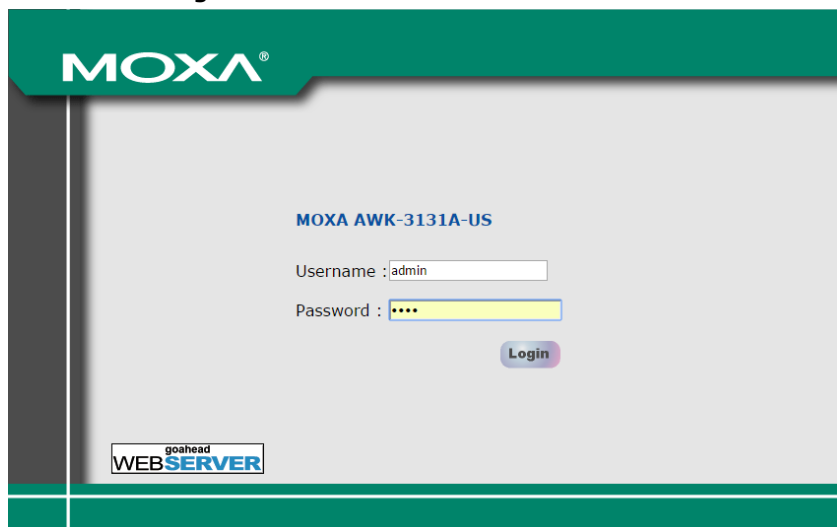 MOXA®
MOXA AWK-3131A-US
Username : admin
Password : ••••
Login
goahead
WEBSERVER